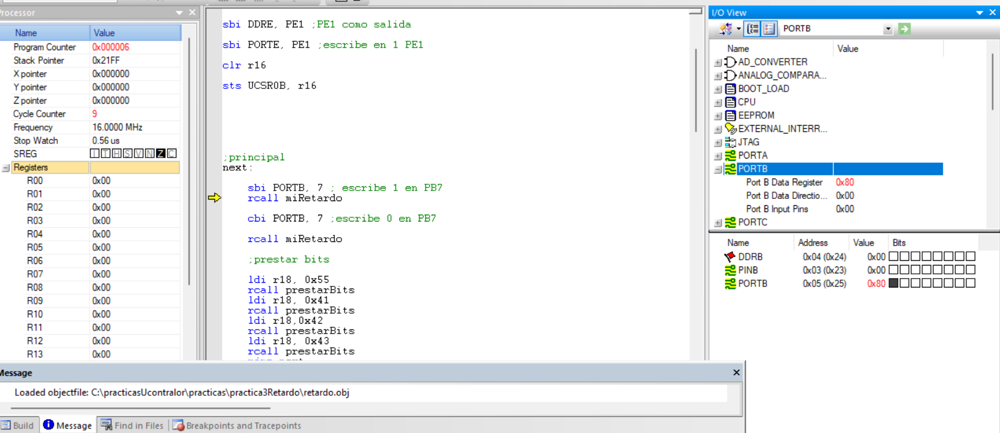 Processor
Name Value
Program Counter 0x000006
Stack Pointer 0x21FF
X pointer 0x000000
Y pointer 0x000000
Z pointer 0x000000
Cycle Counter 9
Frequency 16.0000 MHz
Stop Watch 0.56 us
SREG I T H S V N Z C
Registers
R00 0x00
R01 0x00
R02 0x00
R03 0x00
R04 0x00
R05 0x00
R06 0x00
R07 0x00
R08 0x00
R09 0x00
R10 0x00
R11 0x00
R12 0x00
R13 0x00
sbi DDRE, PE1 ;PE1 como salida
sbi PORTE, PE1 ;escribe en 1 PE1
clr r16
sts UCSR0B, r16
;principal
next:
sbi PORTB, 7 ; escribe 1 en PB7
rcall miRetardo
cbi PORTB, 7 ;escribe 0 en PB7
rcall miRetardo
;prestar bits
ldi r18, 0x55
rcall prestarBits
ldi r18, 0x41
rcall prestarBits
ldi r18,0x42
rcall prestarBits
ldi r18, 0x43
rcall prestarBits
I/O View
PORTB
Name Value
AD_CONVERTER
ANALOG_COMPARA...
BOOT_LOAD
CPU
EEPROM
EXTERNAL_INTERR...
JTAG
PORTA
PORTB
Port B Data Register 0x80
Port B Data Directio... 0x00
Port B Input Pins 0x00
PORTC
Name Address Value Bits
DDRB 0x04 (0x24) 0x00
PINB 0x03 (0x23) 0x00
PORTB 0x05 (0x25) 0x80
Message
Loaded objectfile: C:\practicasUcontralor\practicas\practica3Retardo\retardo.obj
Build Message Find in Files Breakpoints and Tracepoints